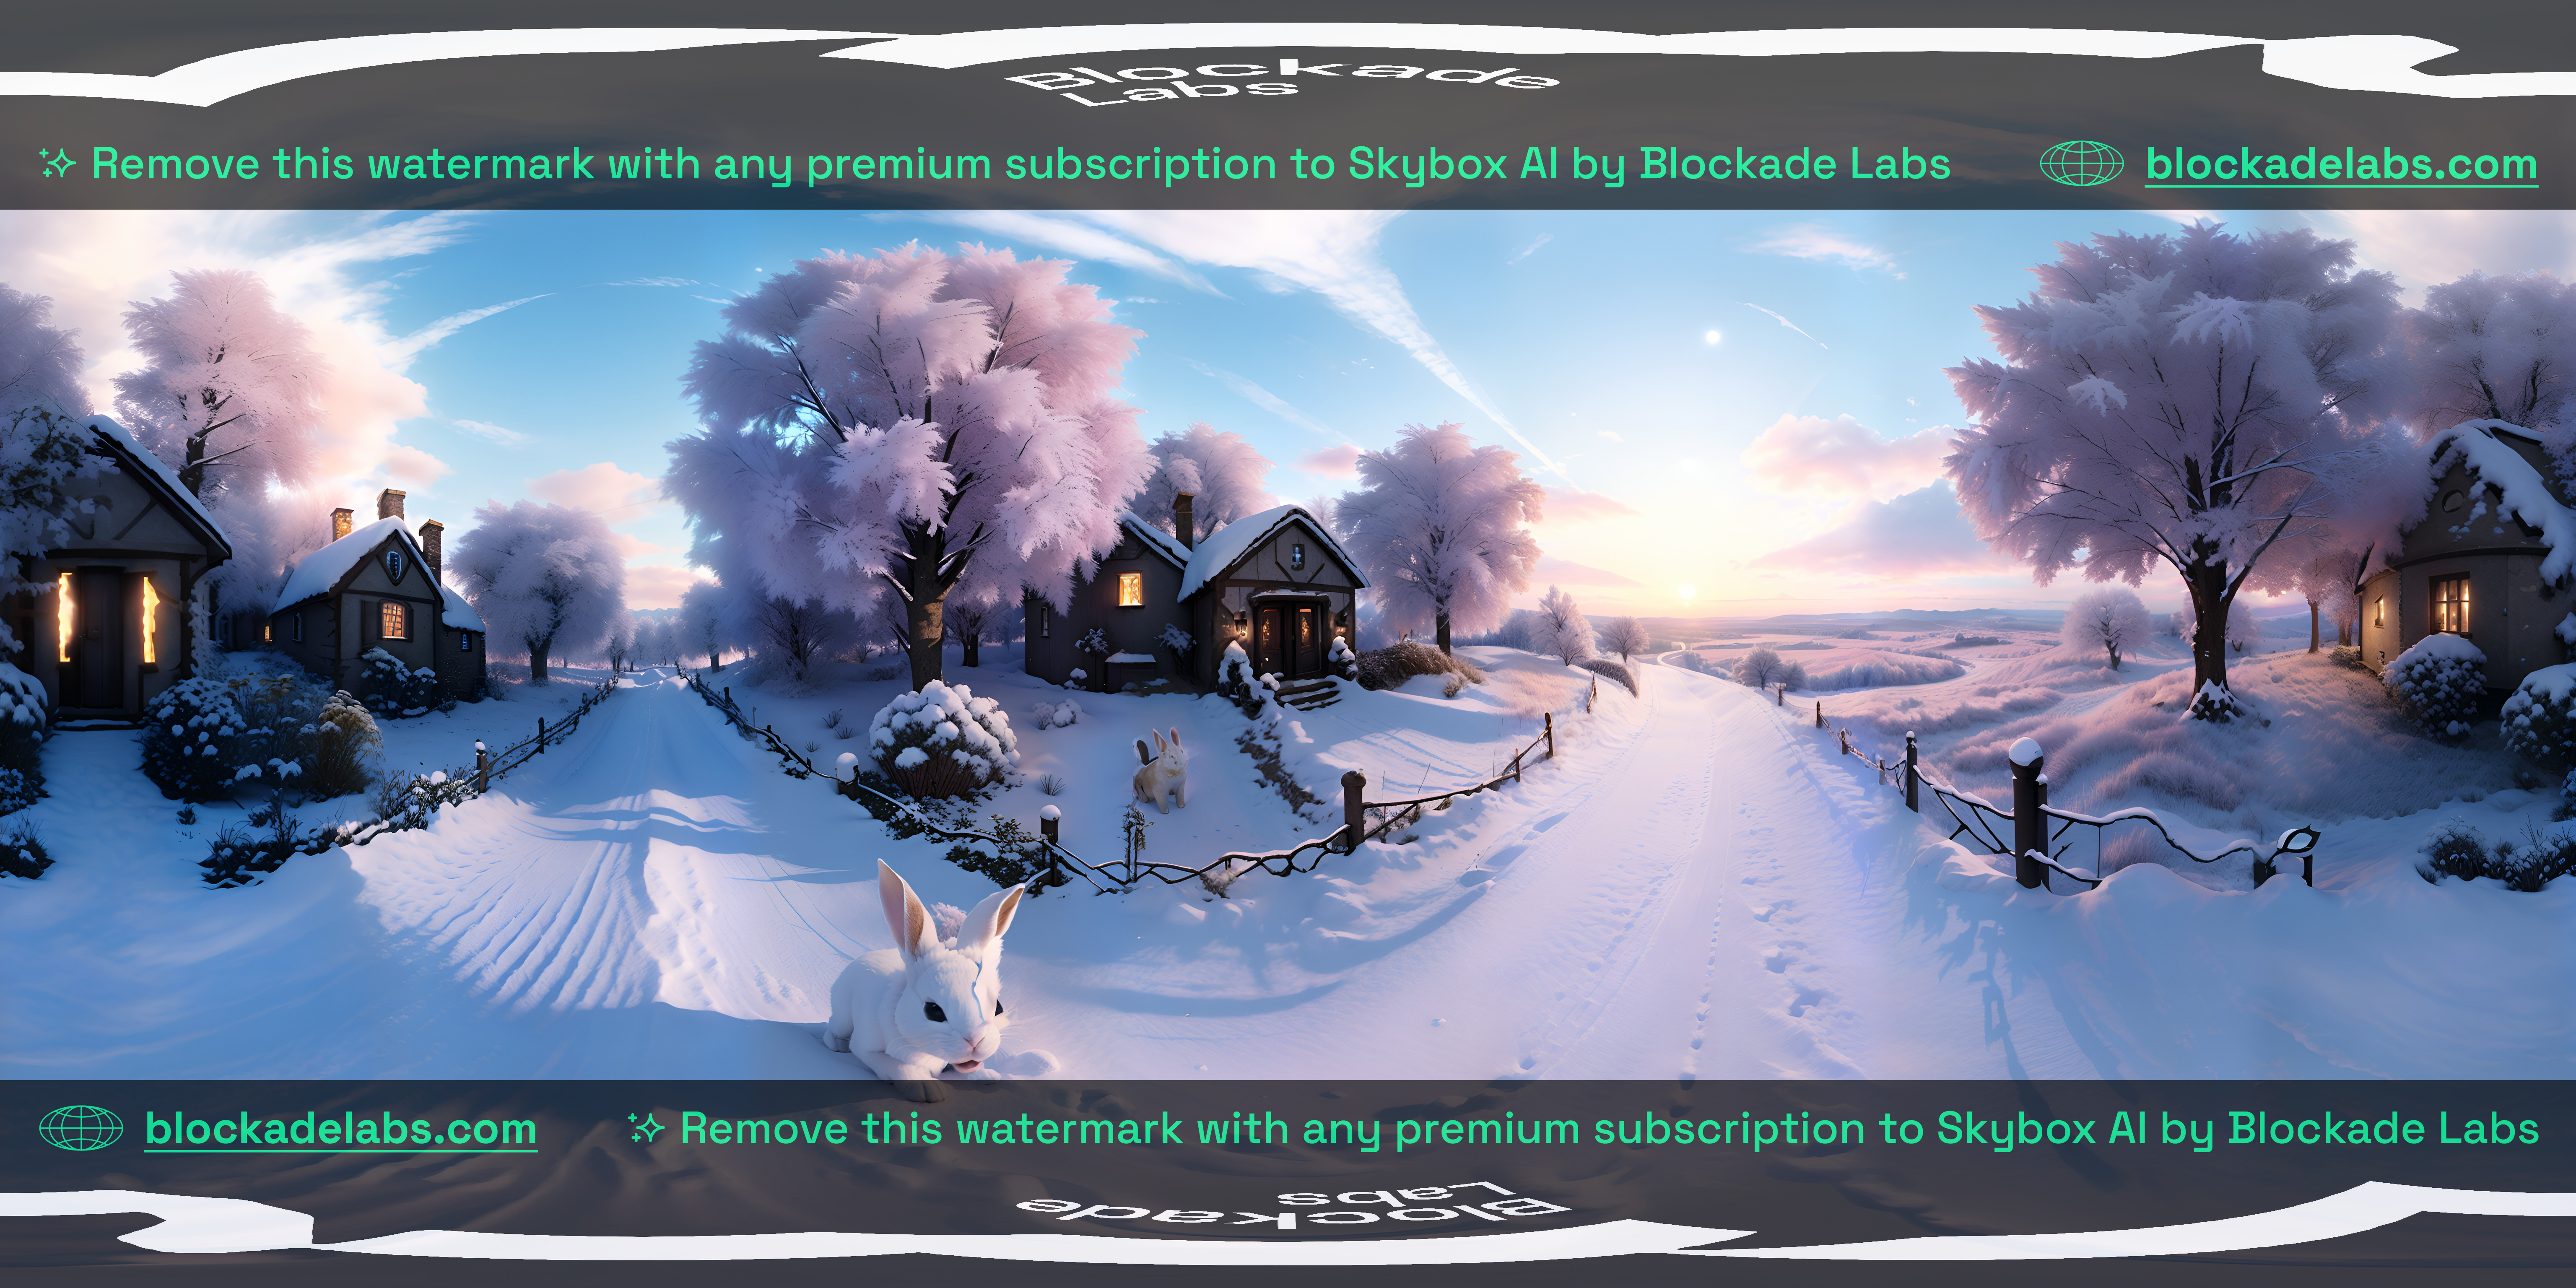 Blockade
Labs
Remove this watermark with any premium subscription to Skybox AI by Blockade Labs
blockadelabs.com
blockadelabs.com
Remove this watermark with any premium subscription to Skybox AI by Blockade Labs
Labs
Blockade